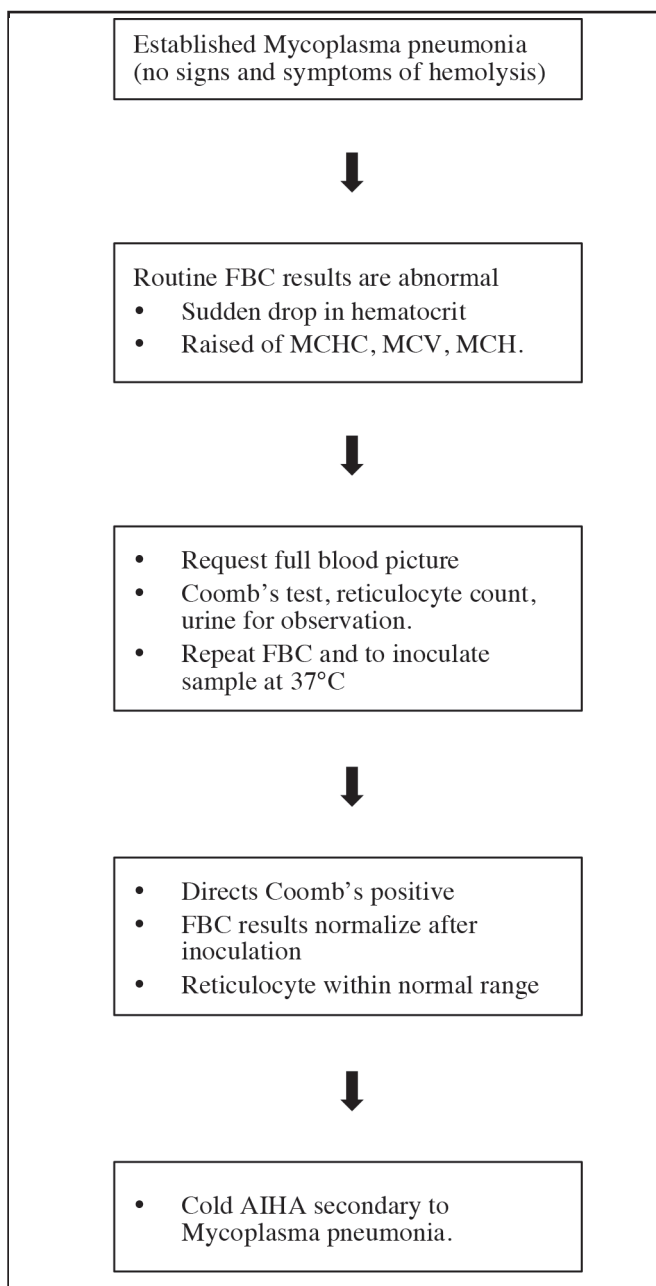 Established Mycoplasma pneumonia
(no signs and symptoms of hemolysis)
Routine FBC results are abnormal
• Sudden drop in hematocrit
• Raised of MCHC, MCV, MCH.
• Request full blood picture
• Coomb’s test, reticulocyte count,
urine for observation.
• Repeat FBC and to inoculate
sample at 37°C
• Directs Coomb’s positive
• FBC results normalize after
inoculation
• Reticulocyte within normal range
• Cold AIHA secondary to
Mycoplasma pneumonia.